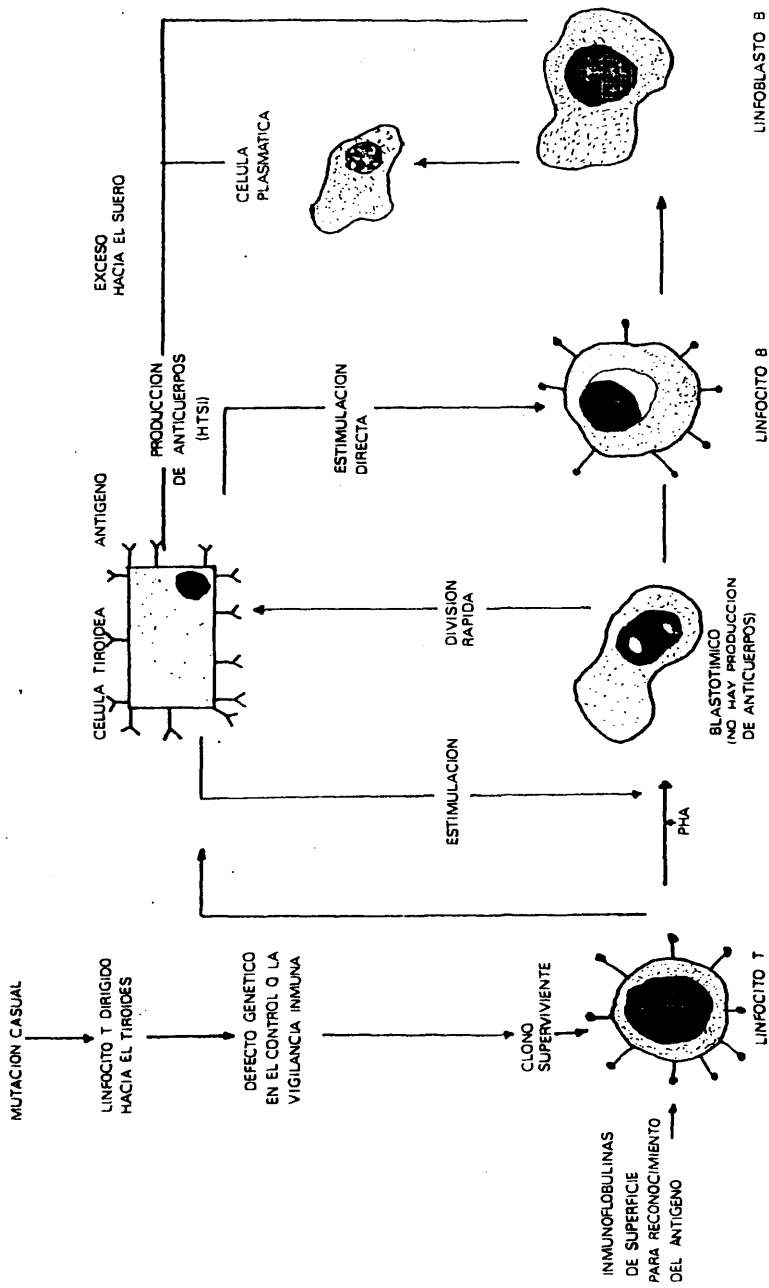 MUTACION CASUAL
LINFOCITO T DIRIGIDO
HACIA EL TIROIDES
DEFECTO GENETICO
EN EL CONTROL O LA
VIGILANCIA INMUNA
CLONO
SUPERVIVIENTE
INMUNOFLOBULINAS
DE SUPERFICIE
PARA RECONOCIMIENTO
DEL ANTIGENO
LINFOCITO T
CELULA TIROIDEA
ANTIGENO
ESTIMULACION
PHA
DIVISION
RAPIDA
BLASTOTIMICO
(NO HAY PRODUCCION
DE ANTICUERPOS)
PRODUCCION
DE ANTICUERPOS
(HTSI)
ESTIMULACION
DIRECTA
LINFOCITO B
EXCESO
HACIA EL SUERO
CELULA
PLASMATICA
LINFOBLASTO B